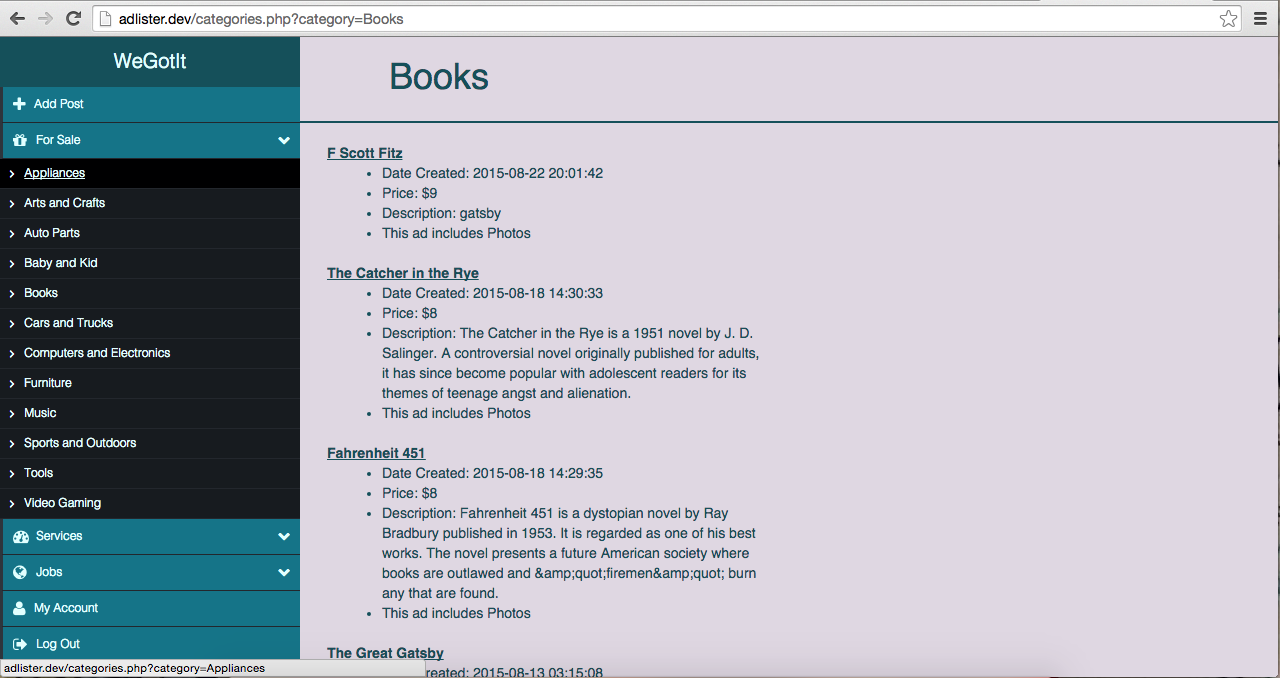 adlister.dev/categories.php?category=Books
WeGotIt
Add Post
For Sale
Appliances
Arts and Crafts
Auto Parts
Baby and Kid
Books
Cars and Trucks
Computers and Electronics
Furniture
Music
Sports and Outdoors
Tools
Video Gaming
Services
Jobs
My Account
Log Out
adlister.dev/categories.php?category=Appliances
Books
F Scott Fitz
• Date Created: 2015-08-22 20:01:42
• Price: $9
• Description: gatsby
• This ad includes Photos
The Catcher in the Rye
• Date Created: 2015-08-18 14:30:33
• Price: $8
• Description: The Catcher in the Rye is a 1951 novel by J. D.
Salinger. A controversial novel originally published for adults,
it has since become popular with adolescent readers for its
themes of teenage angst and alienation.
• This ad includes Photos
Fahrenheit 451
• Date Created: 2015-08-18 14:29:35
• Price: $8
• Description: Fahrenheit 451 is a dystopian novel by Ray
Bradbury published in 1953. It is regarded as one of his best
works. The novel presents a future American society where
books are outlawed and &amp;quot;firemen&amp;quot; burn
any that are found.
• This ad includes Photos
The Great Gatsby
reated: 2015-08-13 03:15:08